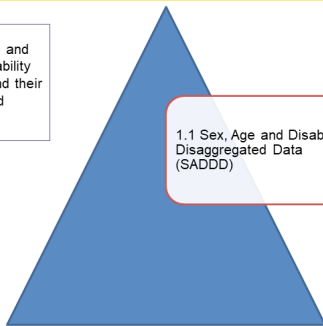 and
ability
nd their
d
1.1 Sex, Age and Disab
Disaggregated Data
(SADDD)